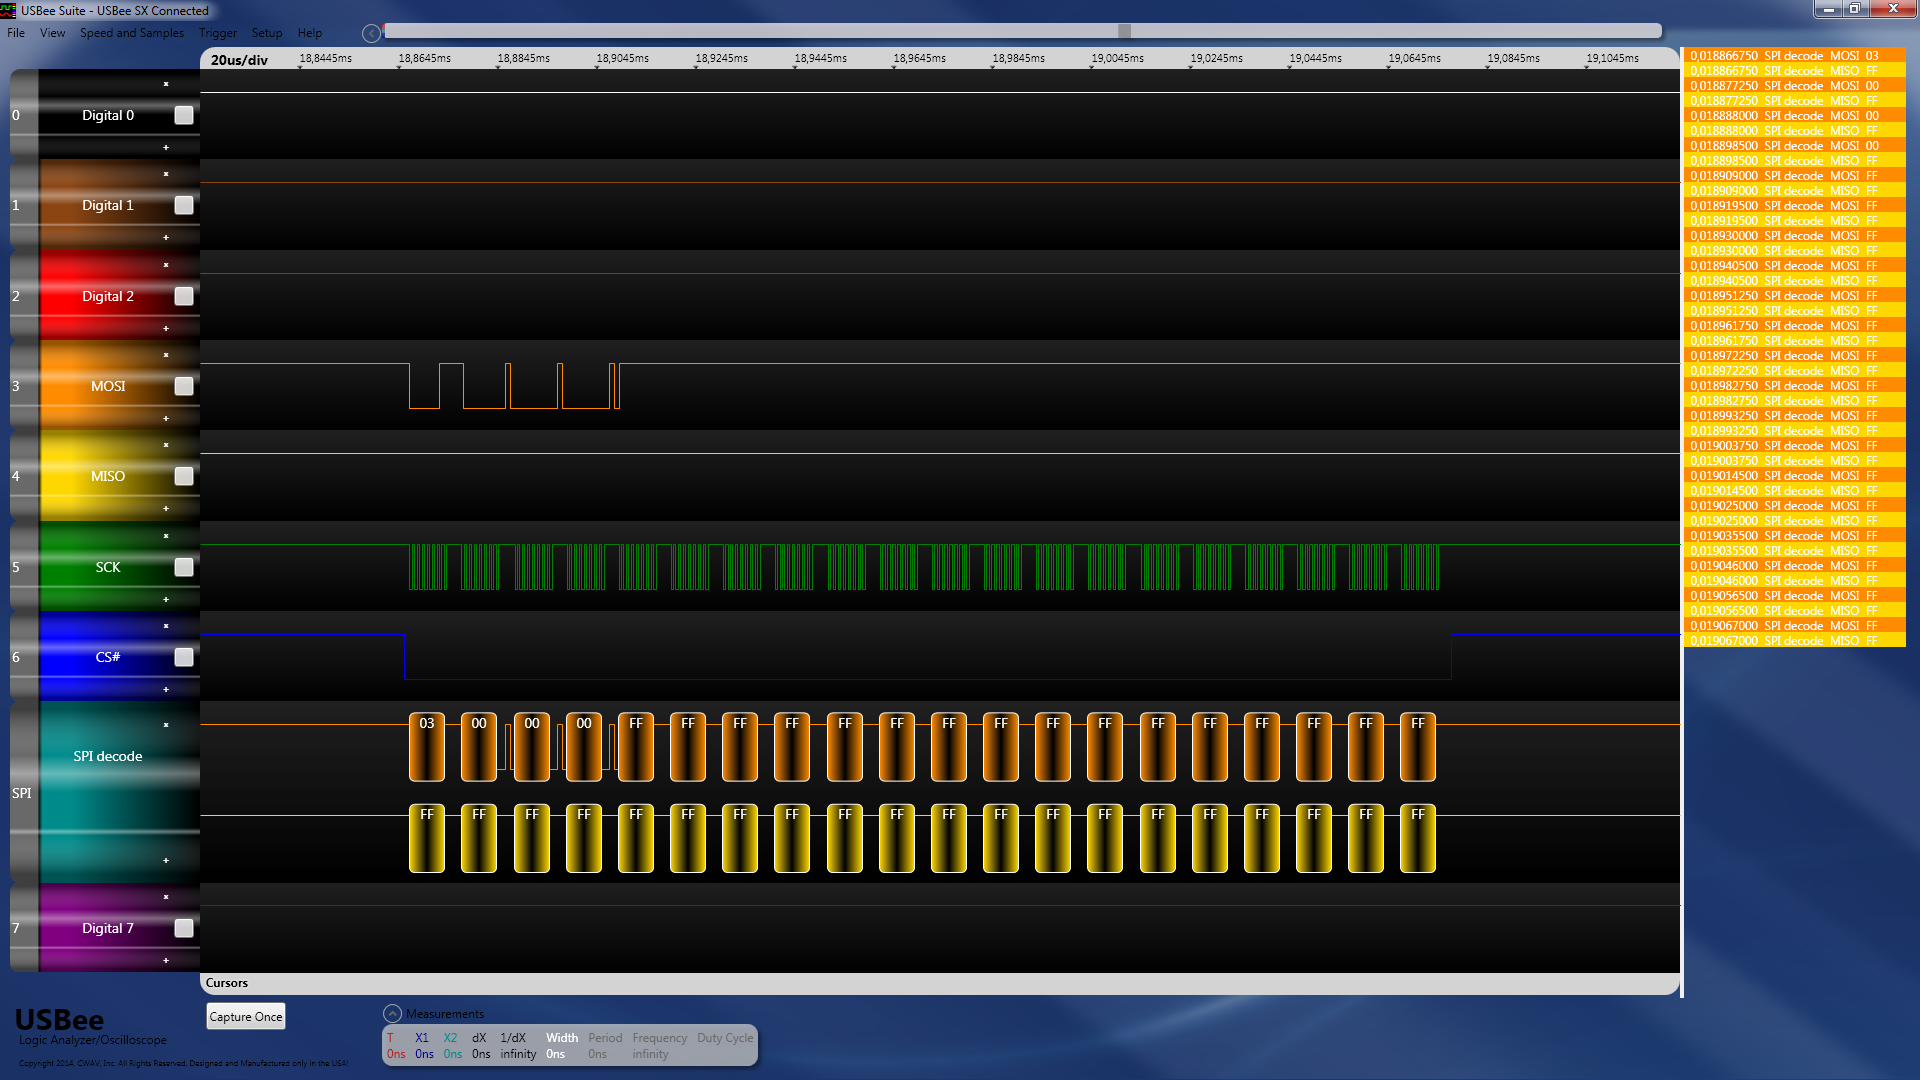 USBee Suite - USBee SX Connected
File View Speed and Samples Trigger Setup Help
20us/div 18,8445ms 18,8645ms 18,8845ms 18,9045ms 18,9245ms 18,9445ms 18,9645ms 18,9845ms 19,0045ms 19,0245ms 19,0445ms 19,0645ms 19,0845ms 19,1045ms
0 Digital 0
1 Digital 1
2 Digital 2
3 MOSI
4 MISO
5 SCK
6 CS#
SPI decode
SPI
03 00 00 00 FF FF FF FF FF FF FF FF FF FF FF FF FF FF FF FF
FF FF FF FF FF FF FF FF FF FF FF FF FF FF FF FF FF FF FF FF
7 Digital 7
Cursors
0,018866750 SPI decode MOSI 03
0,018866750 SPI decode MISO FF
0,018877250 SPI decode MOSI 00
0,018877250 SPI decode MISO FF
0,018888000 SPI decode MOSI 00
0,018888000 SPI decode MISO FF
0,018898500 SPI decode MOSI 00
0,018898500 SPI decode MISO FF
0,018909000 SPI decode MOSI FF
0,018909000 SPI decode MISO FF
0,018919500 SPI decode MOSI FF
0,018919500 SPI decode MISO FF
0,018930000 SPI decode MOSI FF
0,018930000 SPI decode MISO FF
0,018940500 SPI decode MOSI FF
0,018940500 SPI decode MISO FF
0,018951250 SPI decode MOSI FF
0,018951250 SPI decode MISO FF
0,018961750 SPI decode MOSI FF
0,018961750 SPI decode MISO FF
0,018972250 SPI decode MOSI FF
0,018972250 SPI decode MISO FF
0,018982750 SPI decode MOSI FF
0,018982750 SPI decode MISO FF
0,018993250 SPI decode MOSI FF
0,018993250 SPI decode MISO FF
0,019003750 SPI decode MOSI FF
0,019003750 SPI decode MISO FF
0,019014500 SPI decode MOSI FF
0,019014500 SPI decode MISO FF
0,019025000 SPI decode MOSI FF
0,019025000 SPI decode MISO FF
0,019035500 SPI decode MOSI FF
0,019035500 SPI decode MISO FF
0,019046000 SPI decode MOSI FF
0,019046000 SPI decode MISO FF
0,019056500 SPI decode MOSI FF
0,019056500 SPI decode MISO FF
0,019067000 SPI decode MOSI FF
0,019067000 SPI decode MISO FF
USBee
Logic Analyzer/Oscilloscope
Copyright 2014, CWAV, Inc. All Rights Reserved. Designed and Manufactured only in the USA!
Capture Once
Measurements
T X1 X2 dX 1/dX Width Period Frequency Duty Cycle
0ns 0ns 0ns 0ns infinity 0ns 0ns infinity